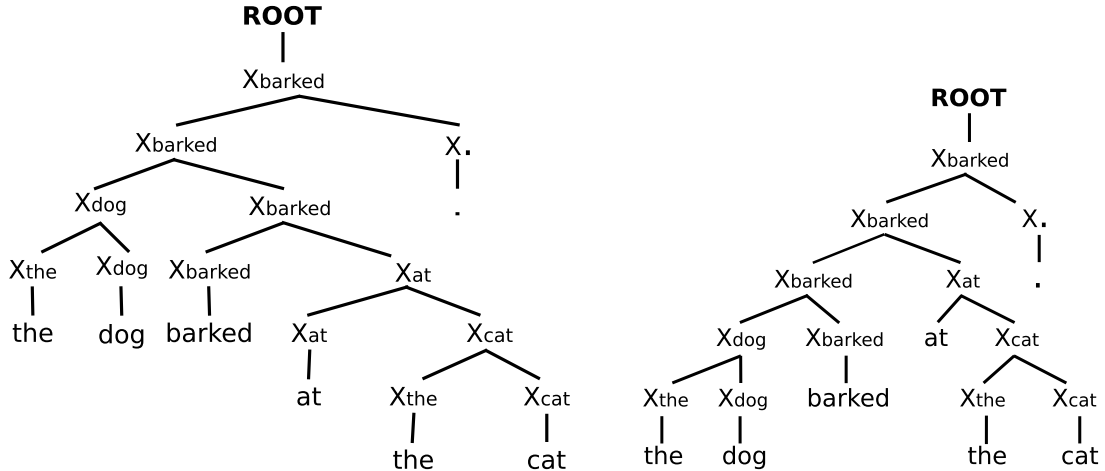 ROOT
Xbarked
Xbarked X.
Xdog Xbarked .
Xthe Xdog Xbarked Xat
the dog barked Xat Xcat
at Xthe Xcat
the cat
ROOT
Xbarked
Xbarked X.
Xbarked Xat .
Xdog Xbarked at Xcat
Xthe Xdog barked Xthe Xcat
the dog the cat